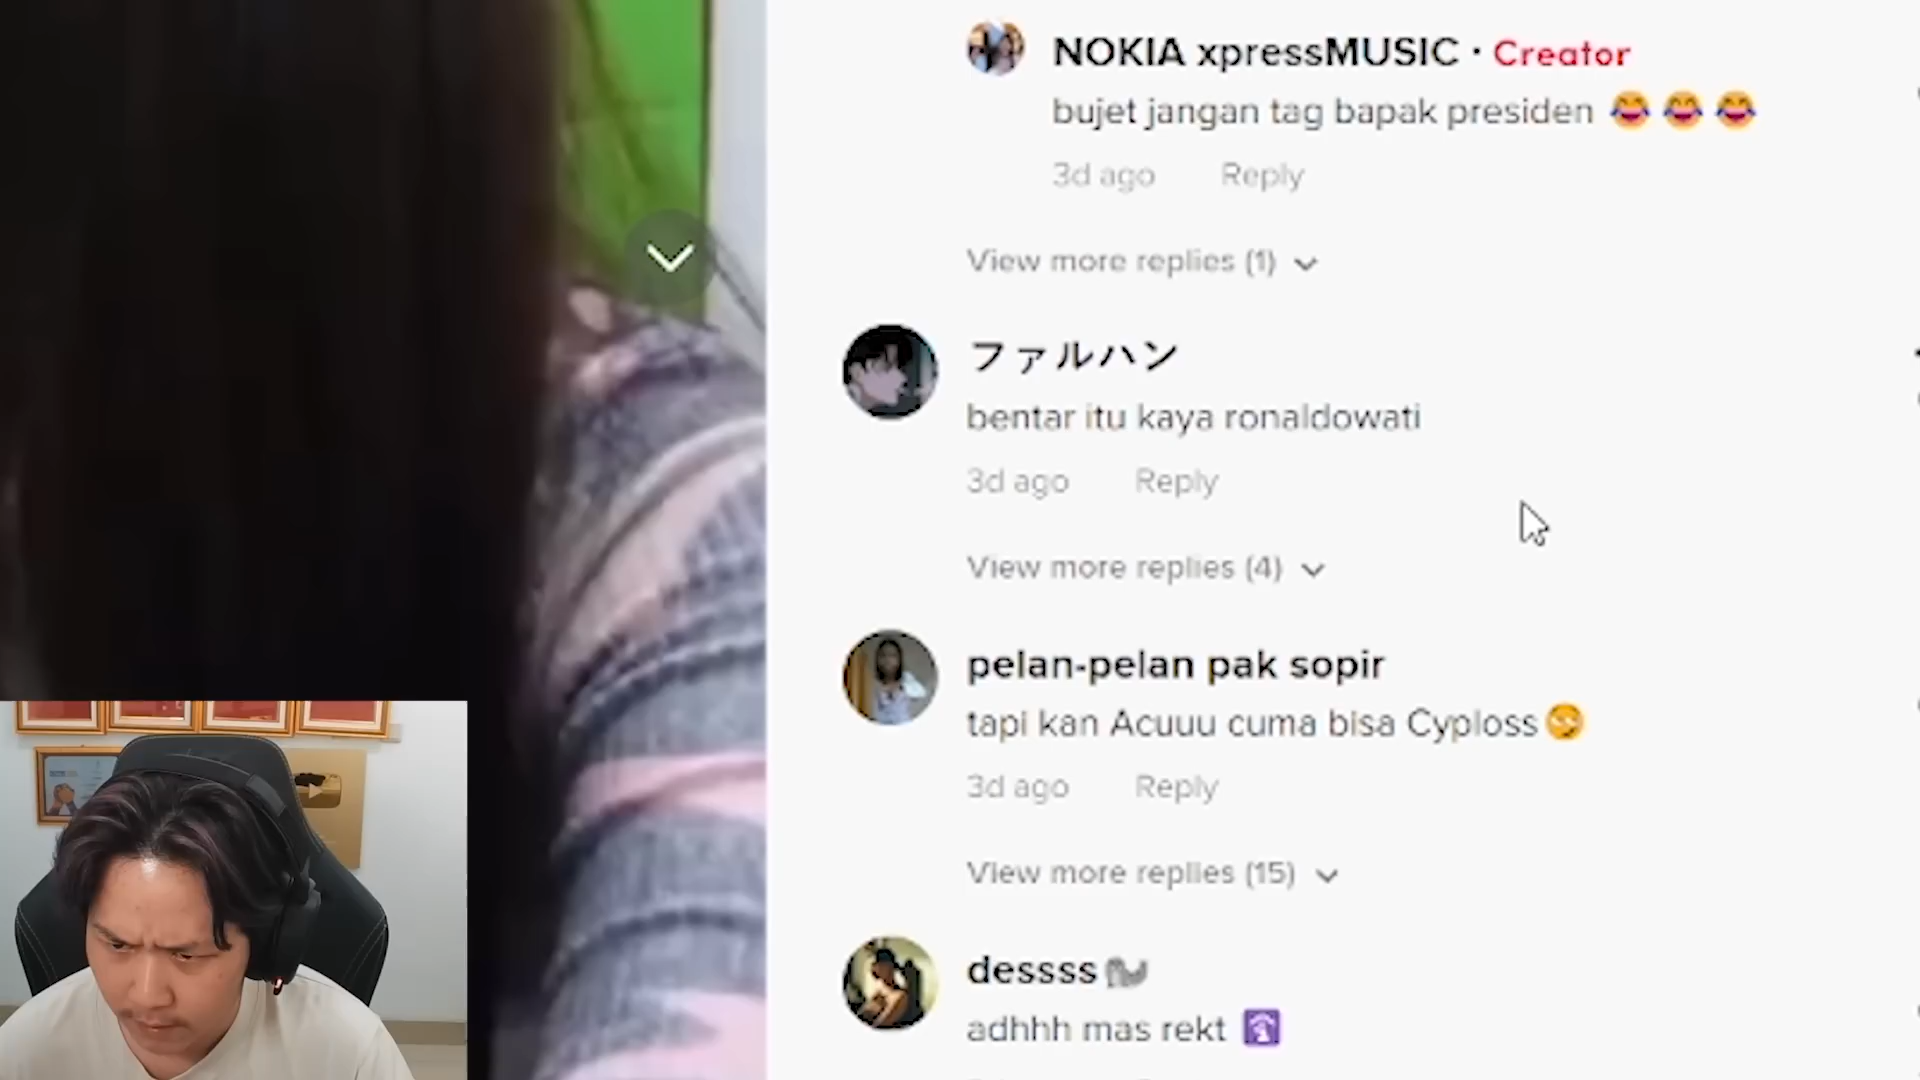 NOKIA xpressMUSIC · Creator
bujet jangan tag bapak presiden 😂😂😂
3d ago Reply
View more replies (1)
ファルハン
bentar itu kaya ronaldowati
3d ago Reply
View more replies (4)
pelan-pelan pak sopir
tapi kan Acuuu cuma bisa Cyploss😏
3d ago Reply
View more replies (15)
dessss🦭
adhhh mas rekt 🛐